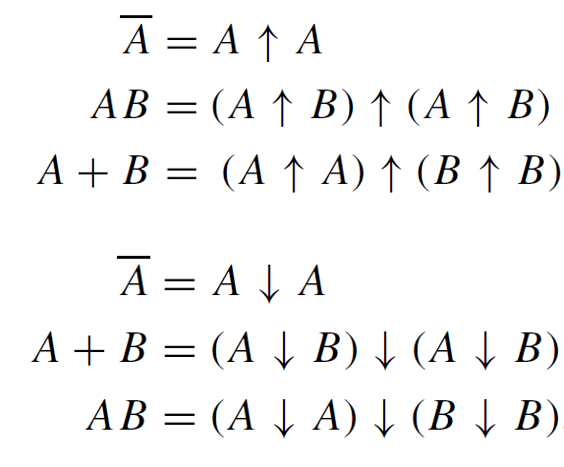 A̅ = A ↑ A
AB = (A ↑ B) ↑ (A ↑ B)
A + B = (A ↑ A) ↑ (B ↑ B)
A̅ = A ↓ A
A + B = (A ↓ B) ↓ (A ↓ B)
AB = (A ↓ A) ↓ (B ↓ B)